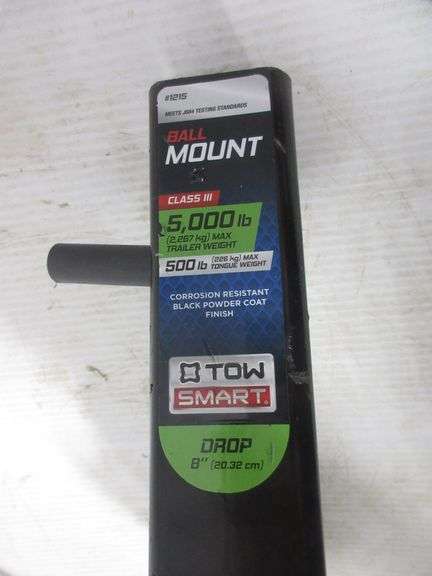 #1215
MEETS J684 TESTING STANDARDS
BALL
MOUNT
CLASS III
5,000 lb
(2,267 kg) MAX
TRAILER WEIGHT
500 lb (226 kg) MAX
TONGUE WEIGHT
CORROSION RESISTANT
BLACK POWDER COAT
FINISH
TOW
SMART
DROP
8" (20.32 cm)